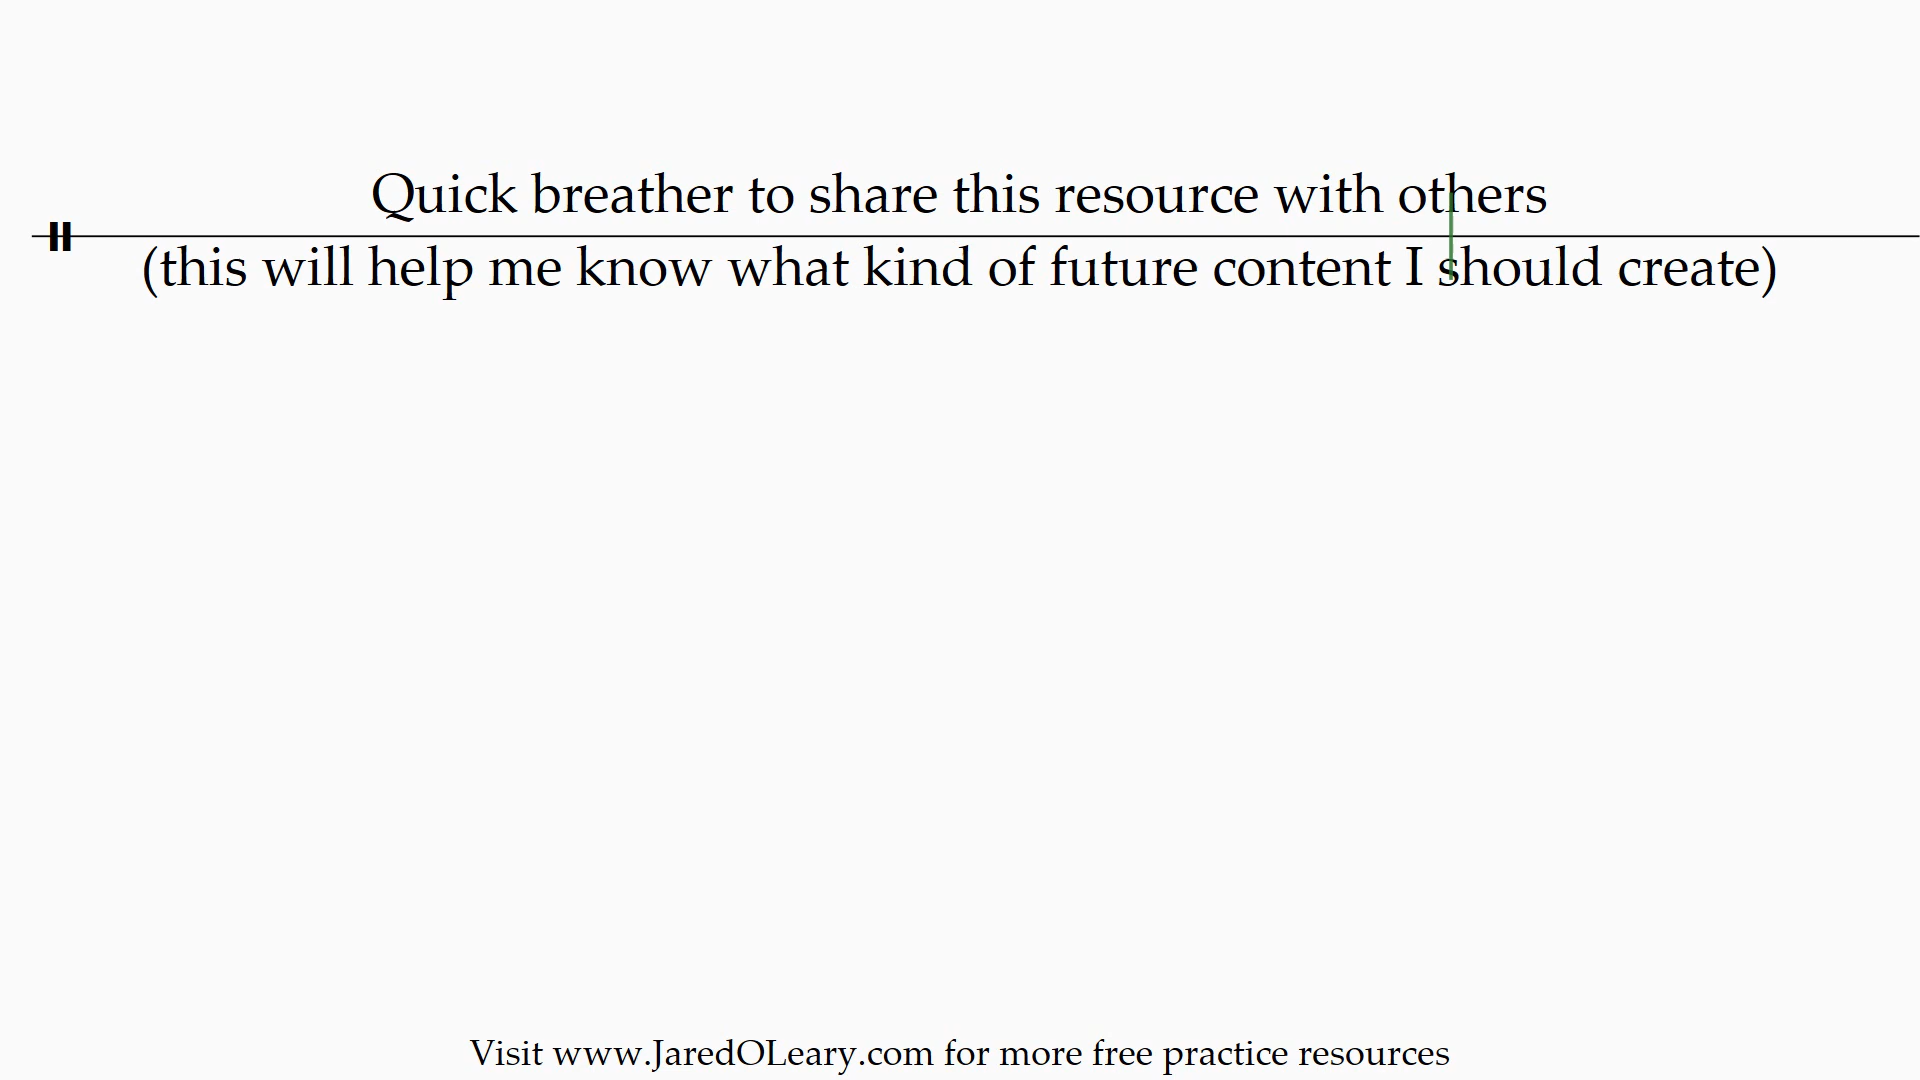 Quick breather to share this resource with others
(this will help me know what kind of future content I should create)
Visit www.JaredOLeary.com for more free practice resources